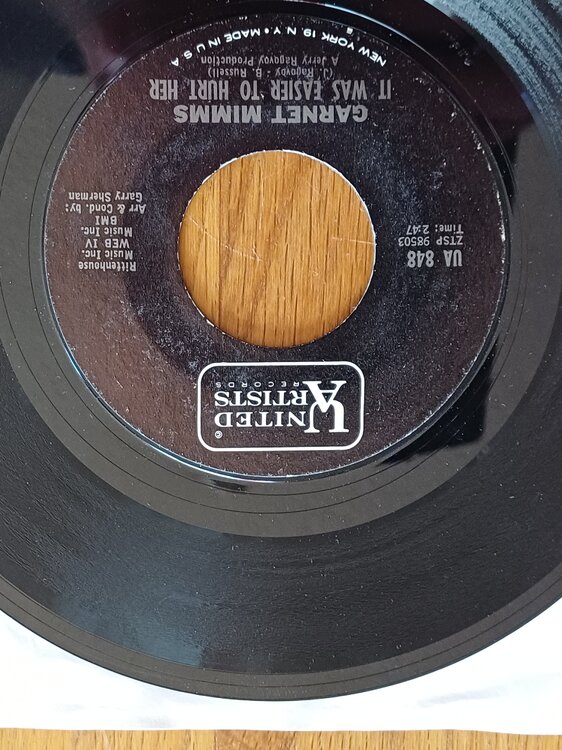 UNITED
ARTISTS
RECORDS
©
UA 848
ZTSP 98503
Time: 2:47
Rittenhouse
Music Inc.
WEB IV
Music Inc.
BMI
Arr & Cond. by:
Garry Sherman
GARNET MIMMS
IT WAS EASIER TO HURT HER
(J. Ragovoy - B. Russell)
A Jerry Ragovoy Production
NEW YORK 19, N.Y. • MADE IN U S A